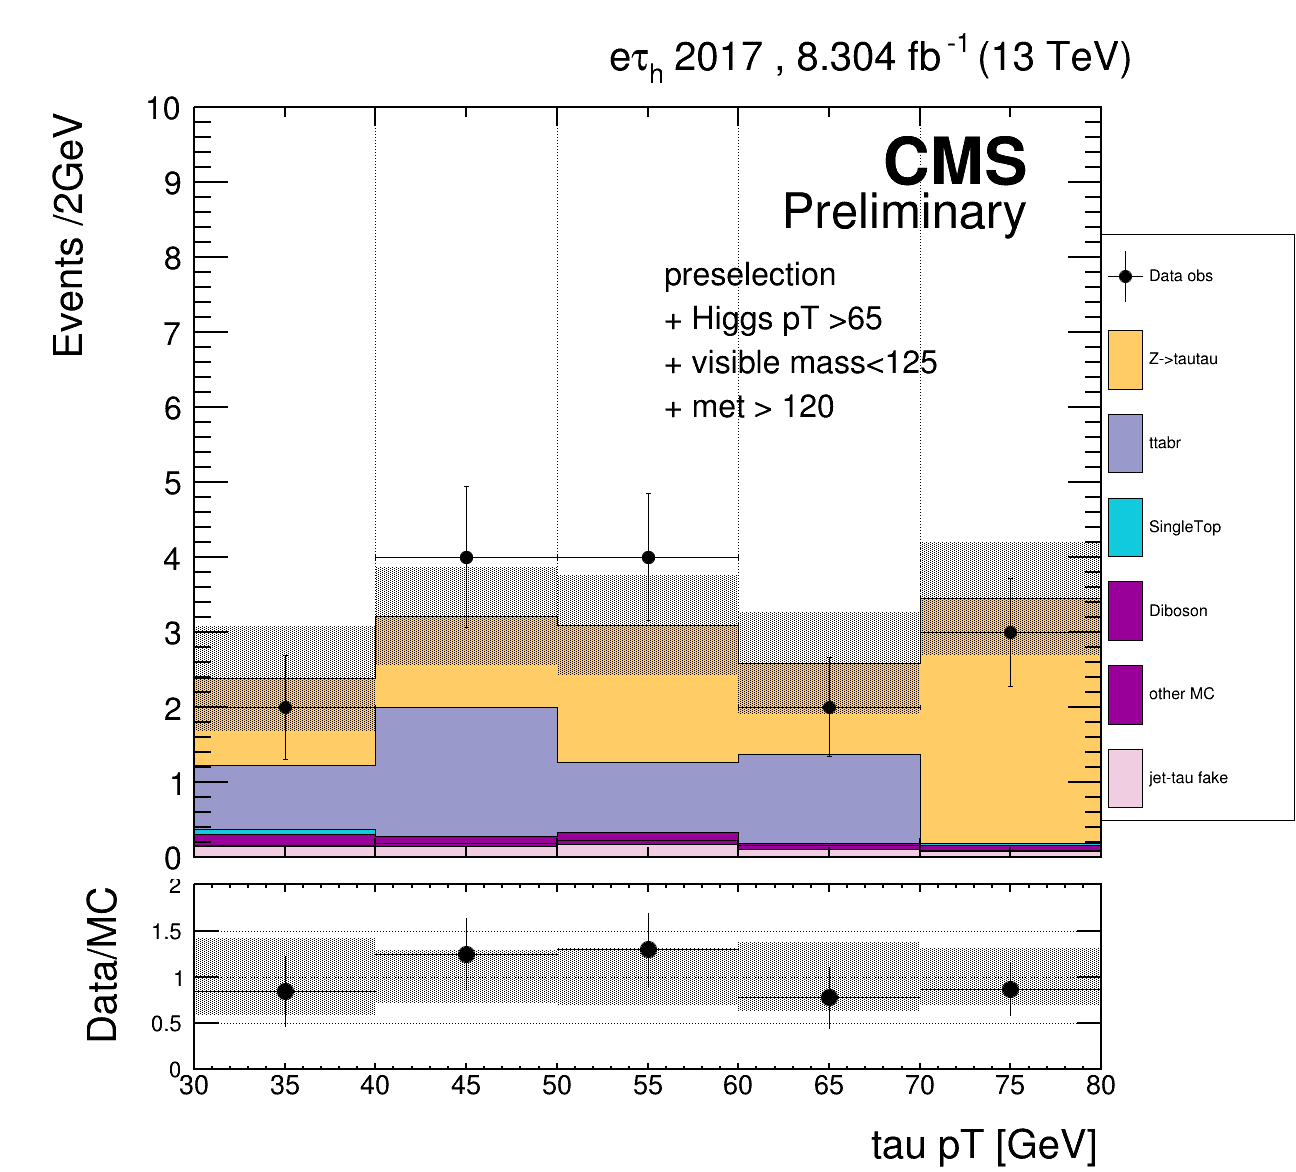 eτh 2017 , 8.304 fb-1 (13 TeV)
Events /2GeV
10
9
8
7
6
5
4
3
2
1
0
CMS
Preliminary
preselection
+ Higgs pT >65
+ visible mass<125
+ met > 120
Data obs
Z->tautau
ttabr
SingleTop
Diboson
other MC
jet-tau fake
Data/MC
2
1.5
1
0.5
0
30 35 40 45 50 55 60 65 70 75 80
tau pT [GeV]